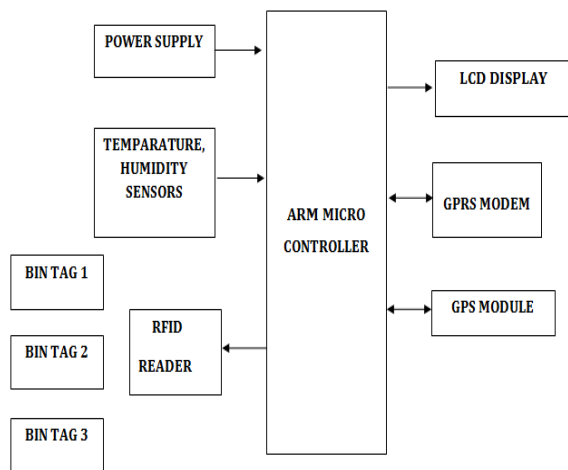 POWER SUPPLY
TEMPARATURE,
HUMIDITY
SENSORS
BIN TAG 1
BIN TAG 2
BIN TAG 3
RFID
READER
ARM MICRO
CONTROLLER
LCD DISPLAY
GPRS MODEM
GPS MODULE